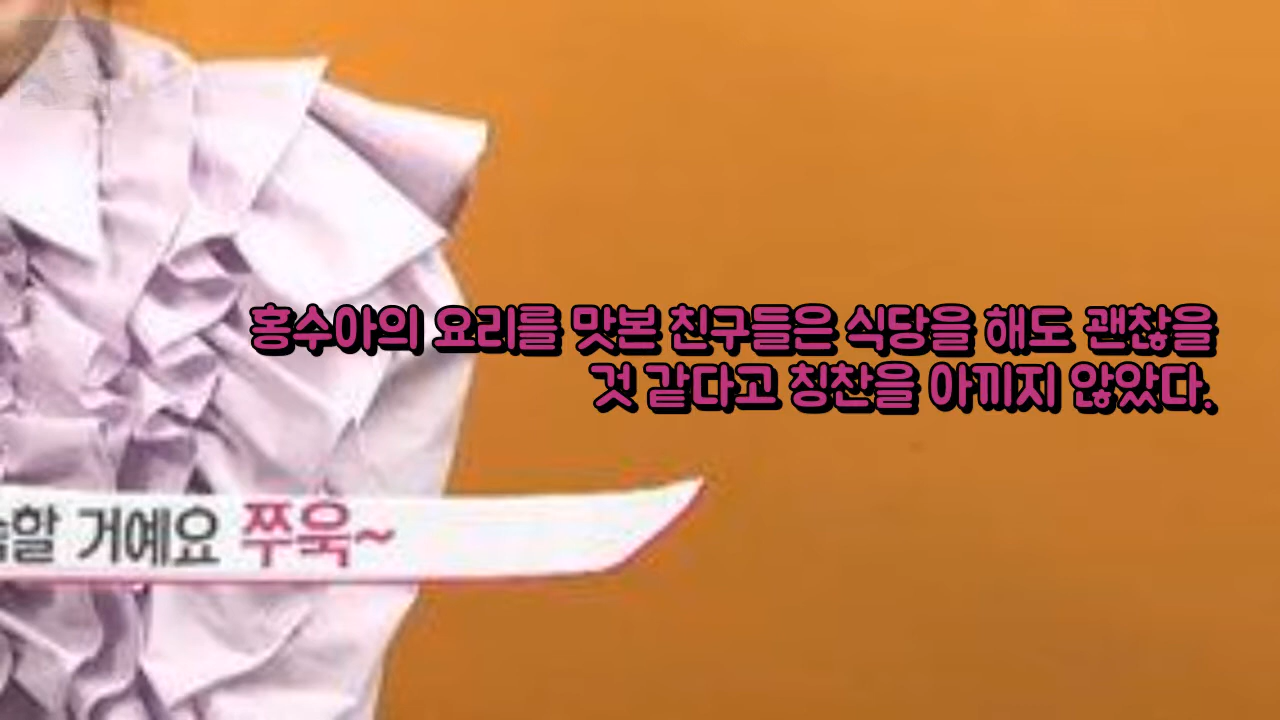 홍수아의 요리를 맛본 친구들은 식당을 해도 괜찮을
것 같다고 칭찬을 아끼지 않았다.
거예요 쭈욱~